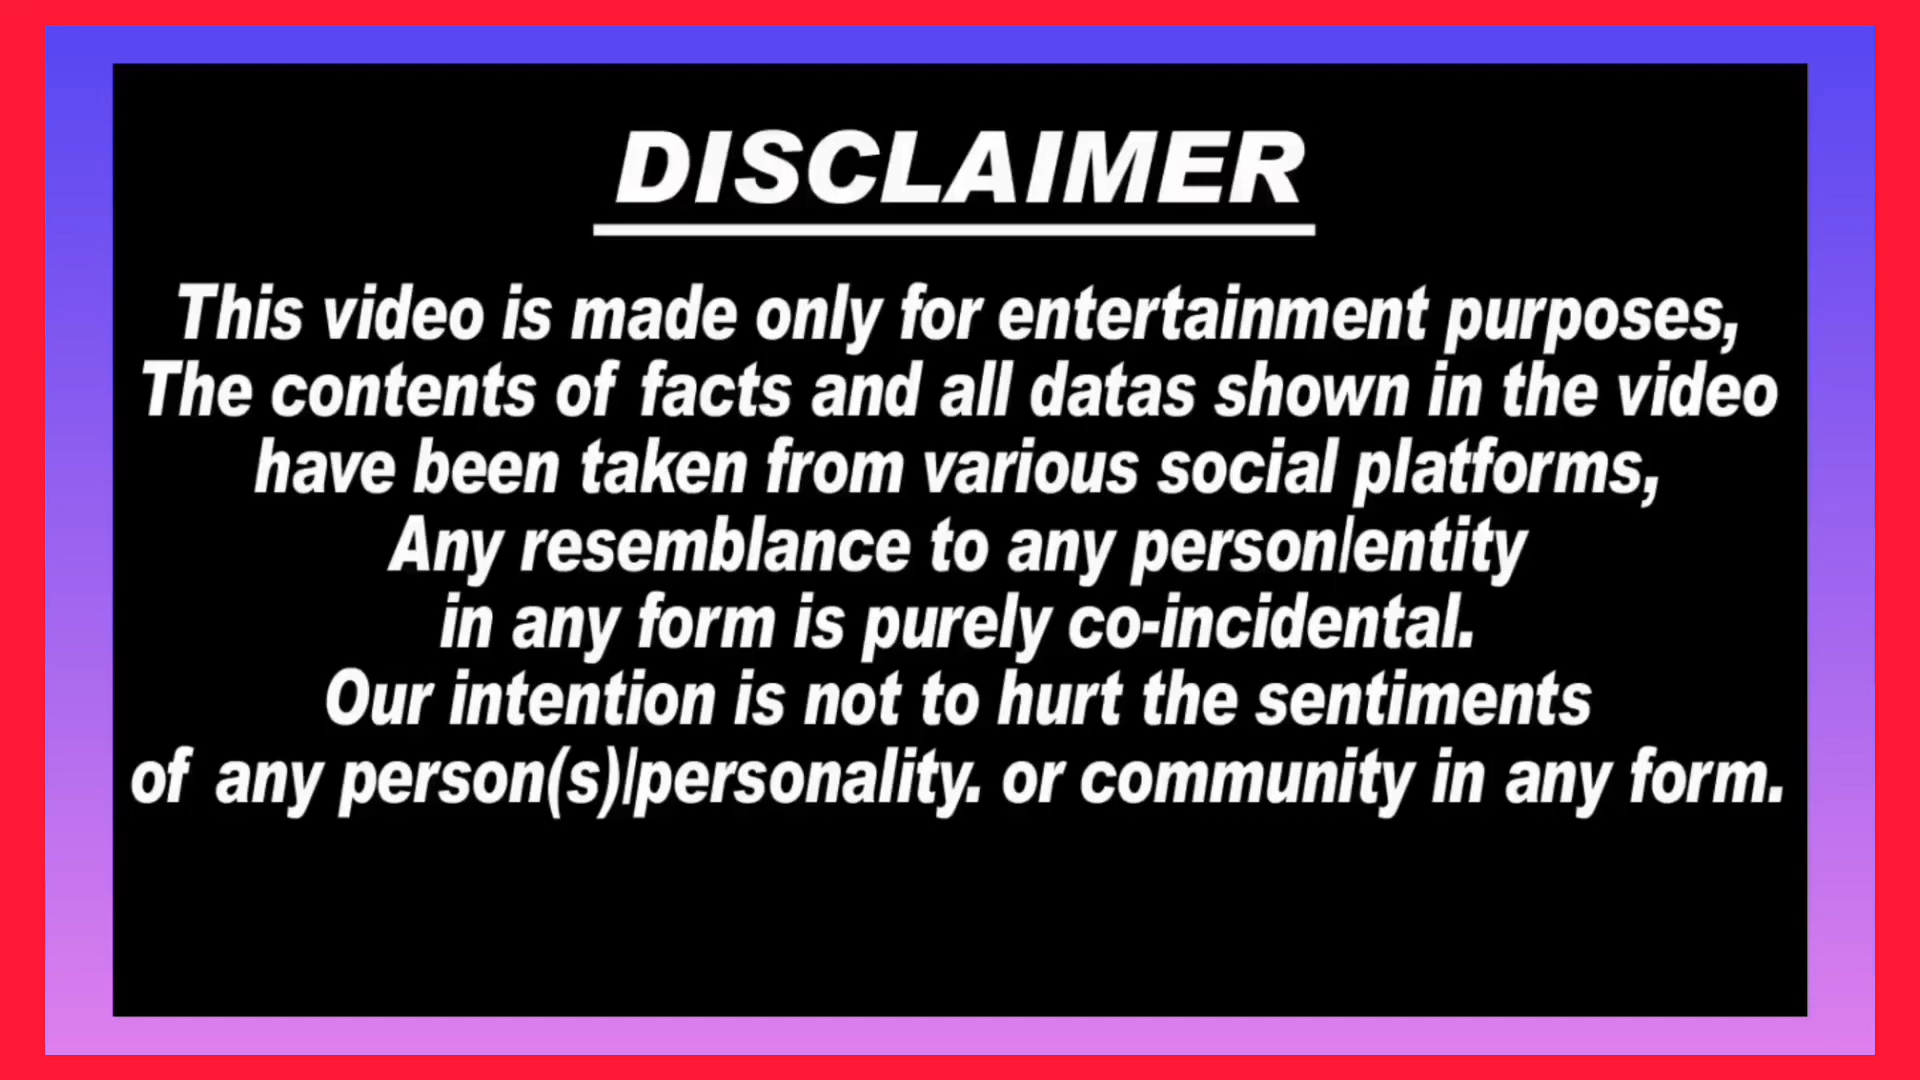 DISCLAIMER
This video is made only for entertainment purposes,
The contents of facts and all datas shown in the video
have been taken from various social platforms,
Any resemblance to any person|entity
in any form is purely co-incidental.
Our intention is not to hurt the sentiments
of any person(s)|personality. or community in any form.